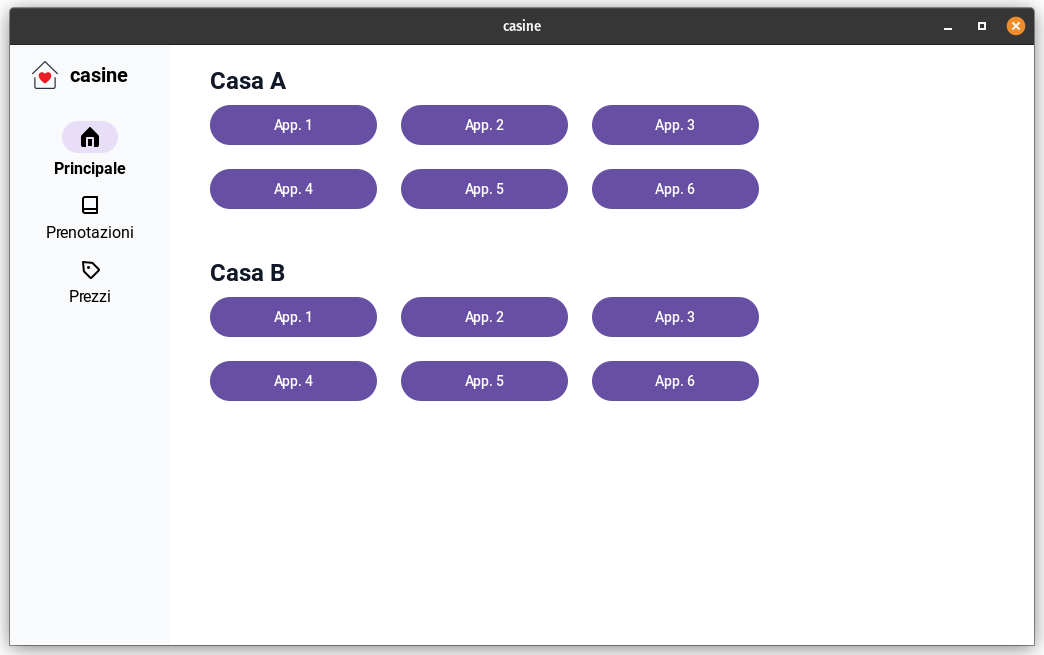 casine
casine
Principale
Prenotazioni
Prezzi
Casa A
App. 1 App. 2 App. 3
App. 4 App. 5 App. 6
Casa B
App. 1 App. 2 App. 3
App. 4 App. 5 App. 6